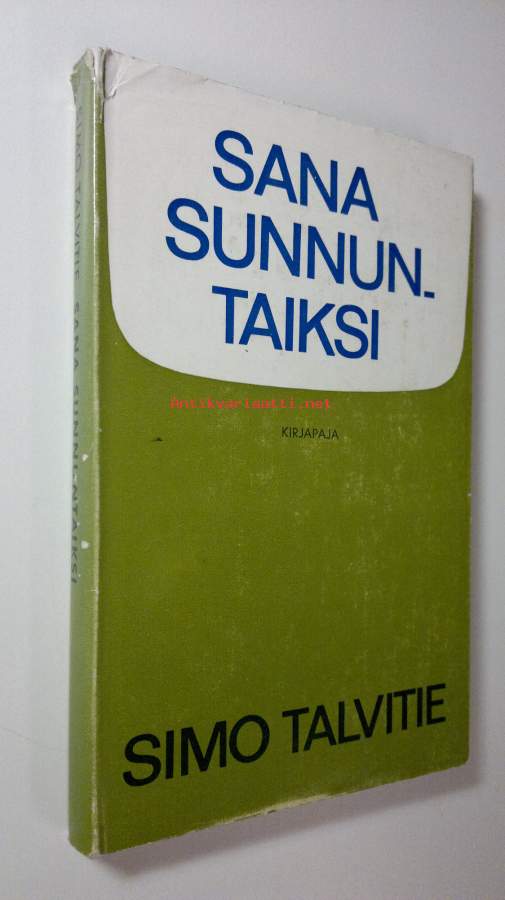 SANA
SUNNUN-
TAIKSI
Antikvariaatti.net
KIRJAPAJA
SIMO TALVITIE
SIMO TALVITIE SANA SUNNUNTAIKSI